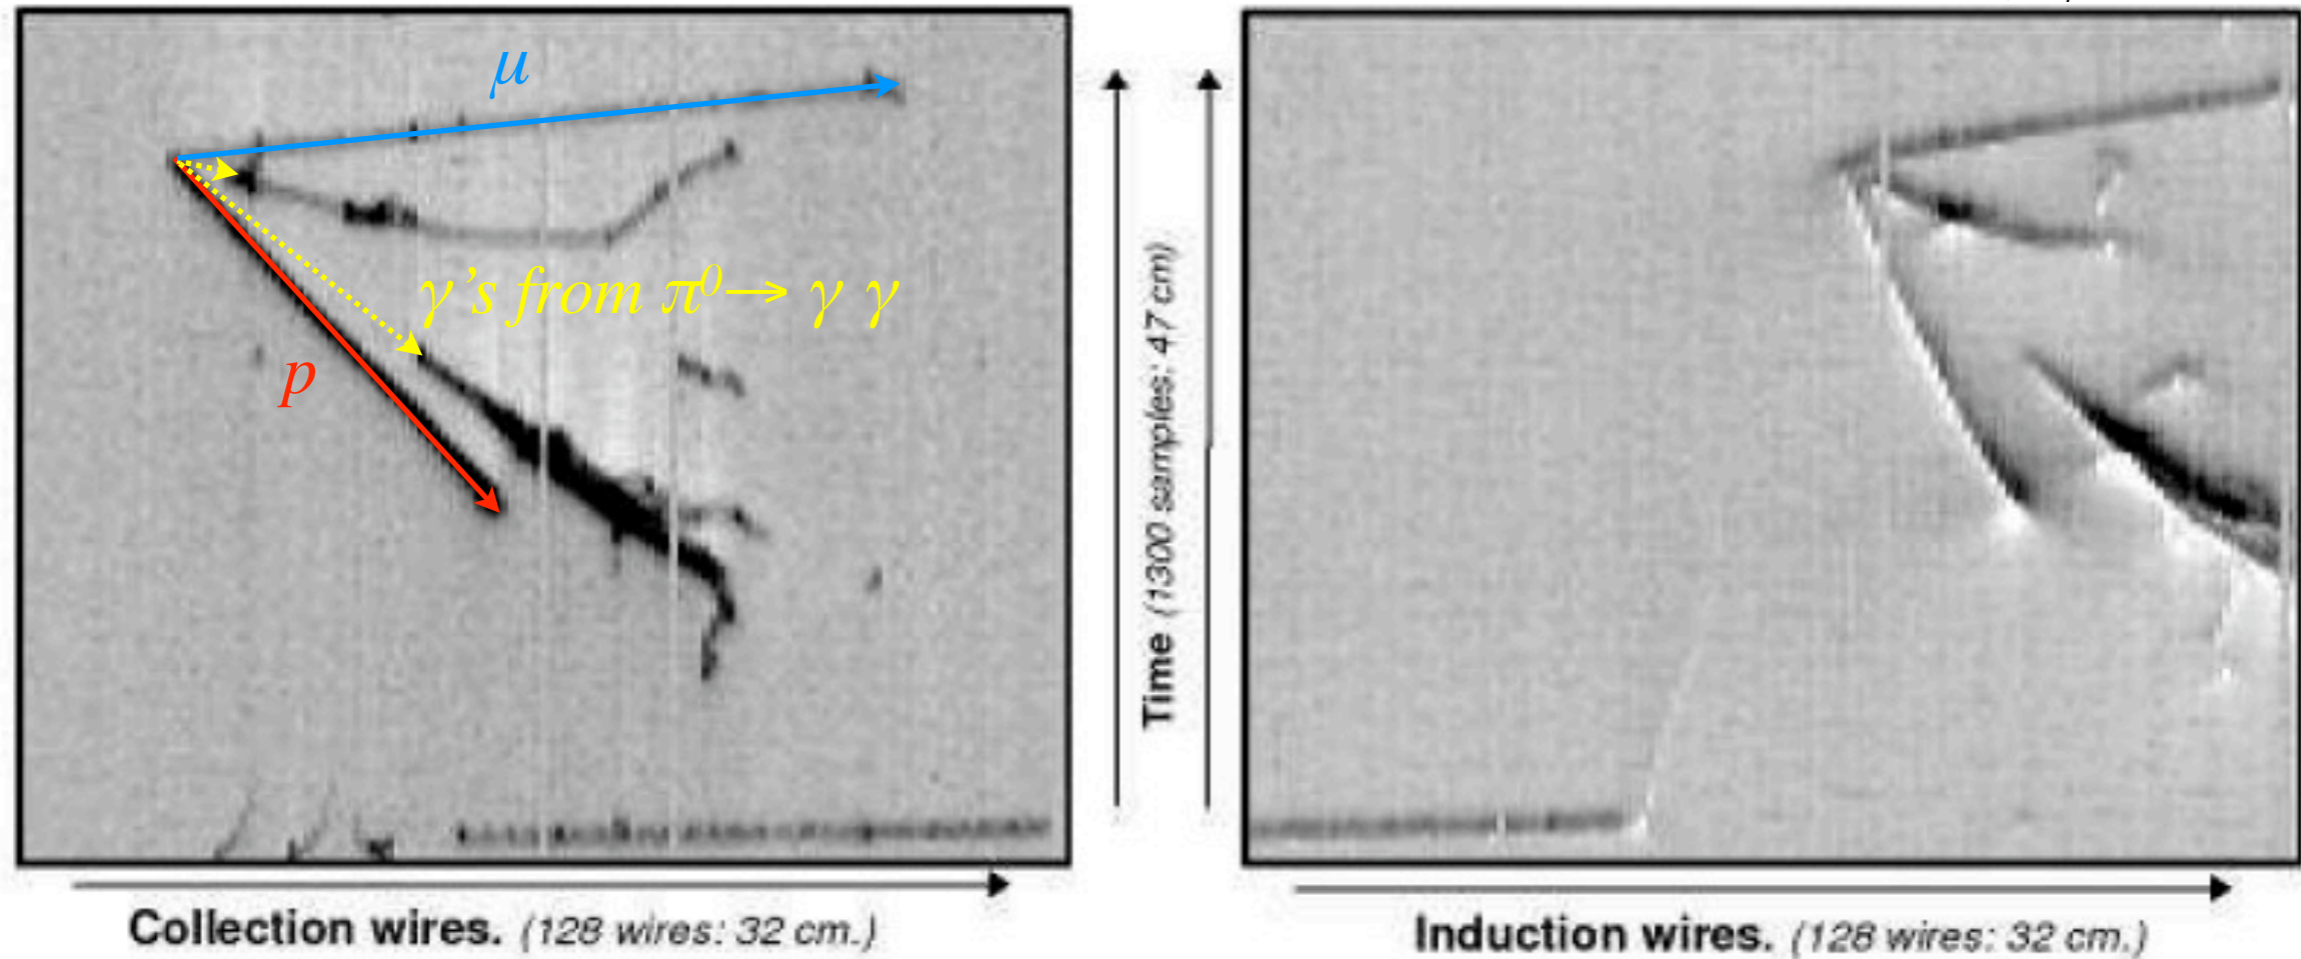 μ
γ's from π⁰→ γ γ
p
Time (1300 samples: 47 cm)
Collection wires. (128 wires: 32 cm.)
Induction wires. (128 wires: 32 cm.)